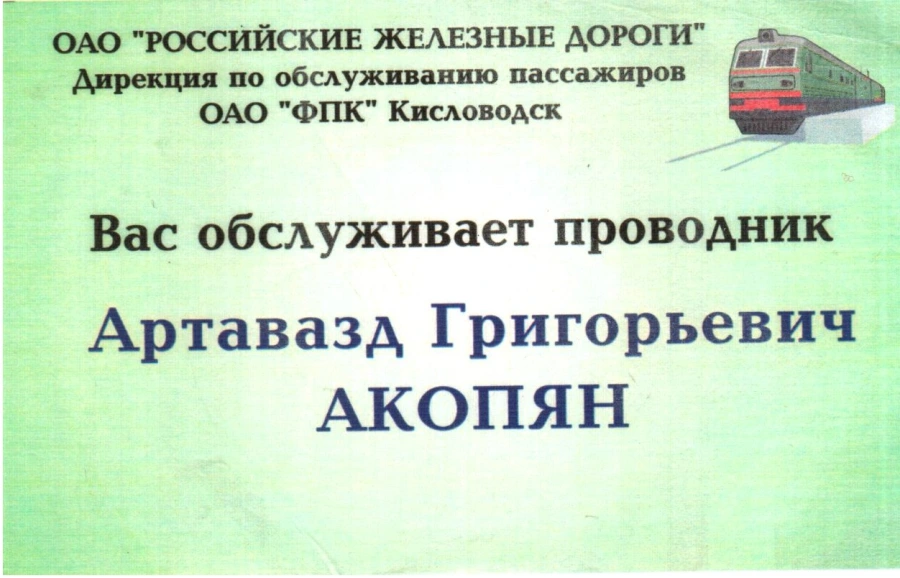 ОАО "РОССИЙСКИЕ ЖЕЛЕЗНЫЕ ДОРОГИ"
Дирекция по обслуживанию пассажиров
ОАО "ФПК" Кисловодск
Вас обслуживает проводник
Артавазд Григорьевич
АКОПЯН